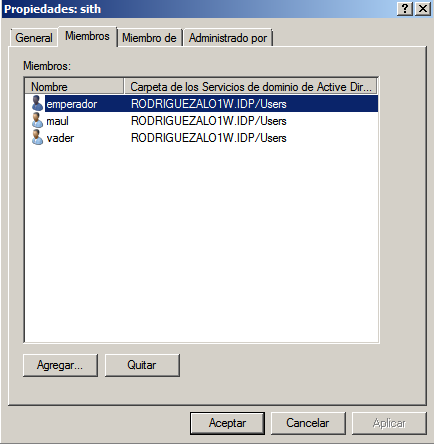 Propiedades: sith
General Miembros Miembro de Administrado por
Miembros:
Nombre Carpeta de los Servicios de dominio de Active Dir...
emperador RODRIGUEZALO1W.IDP/Users
maul RODRIGUEZALO1W.IDP/Users
vader RODRIGUEZALO1W.IDP/Users
Agregar... Quitar
Aceptar Cancelar Aplicar